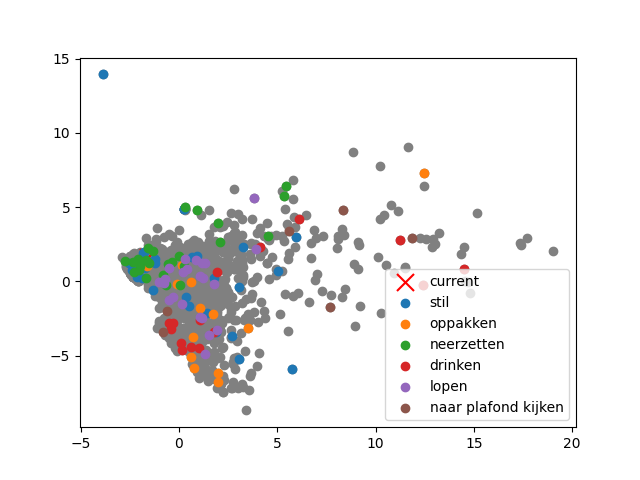 15
10
5
0
−5
−5
0
5
10
15
20
current
stil
oppakken
neerzetten
drinken
lopen
naar plafond kijken